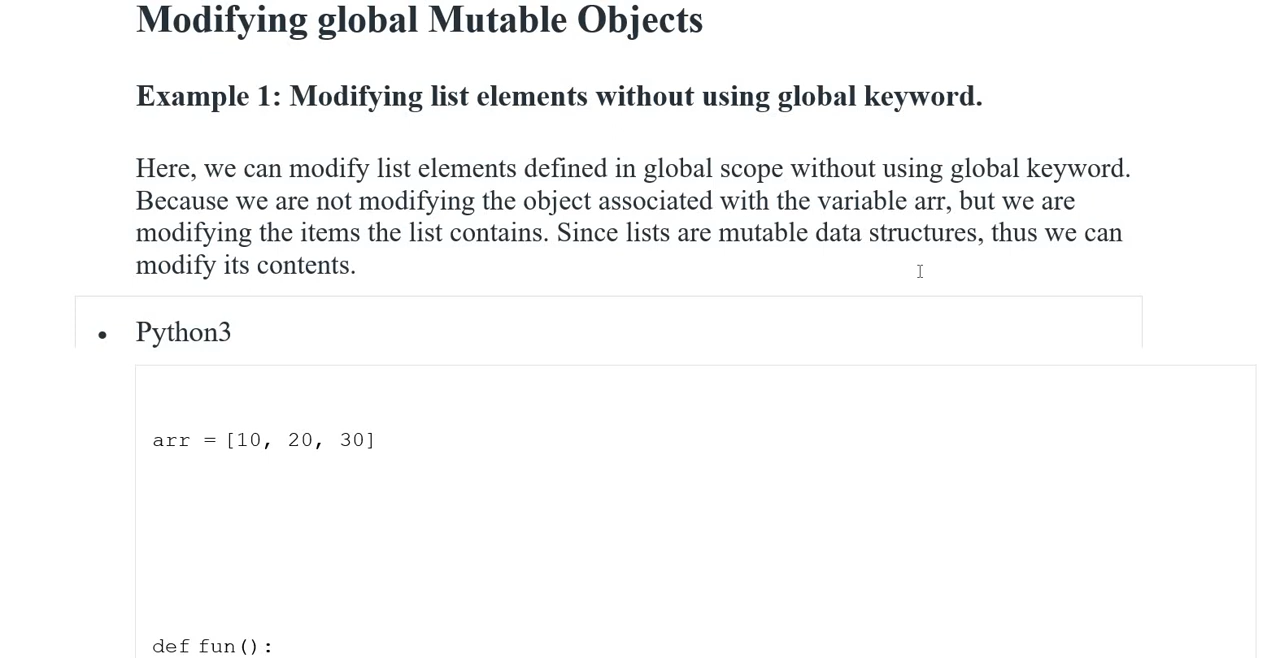 Modifying global Mutable Objects
Example 1: Modifying list elements without using global keyword.
Here, we can modify list elements defined in global scope without using global keyword.
Because we are not modifying the object associated with the variable arr, but we are
modifying the items the list contains. Since lists are mutable data structures, thus we can
modify its contents.
• Python3
arr = [10, 20, 30]
def fun():